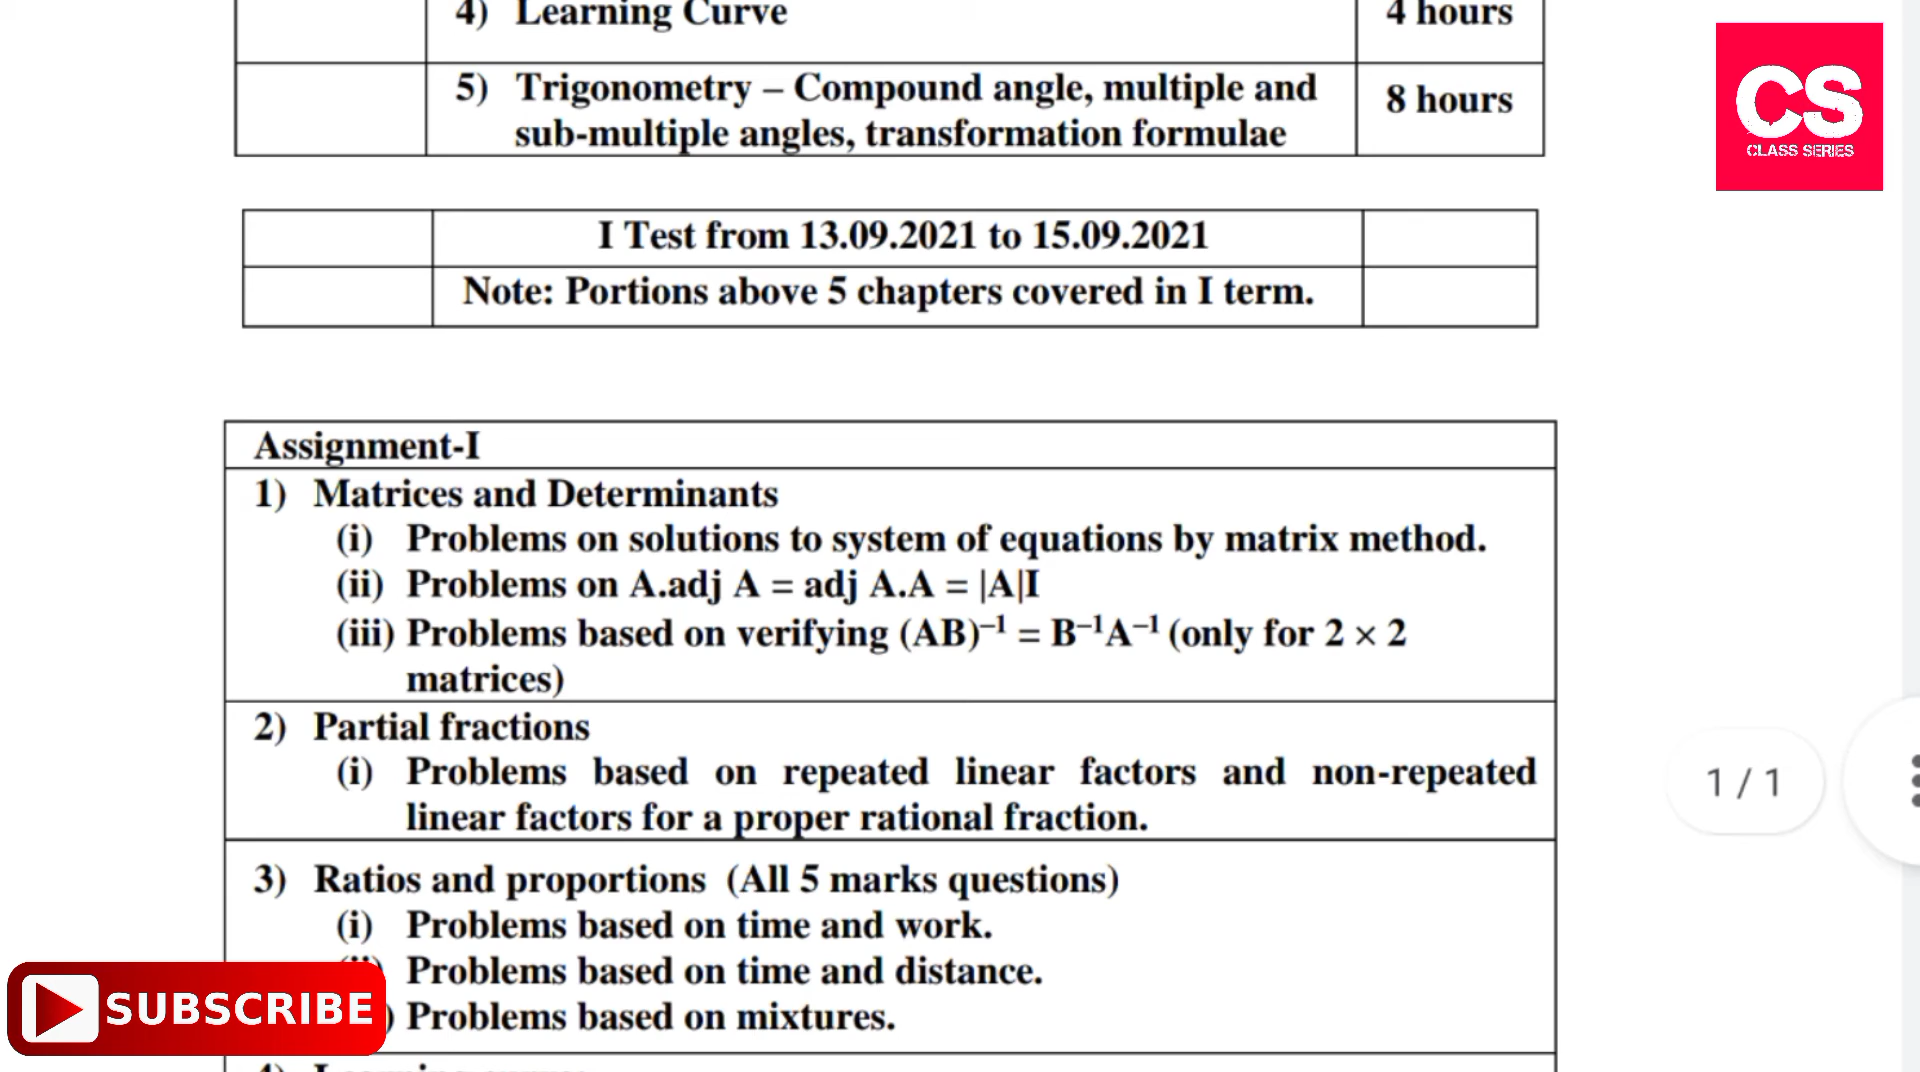 4) Learning Curve 4 hours
5) Trigonometry – Compound angle, multiple and 8 hours
sub-multiple angles, transformation formulae
CS
CLASS SERIES
I Test from 13.09.2021 to 15.09.2021
Note: Portions above 5 chapters covered in I term.
Assignment-I
1) Matrices and Determinants
(i) Problems on solutions to system of equations by matrix method.
(ii) Problems on A.adj A = adj A.A = |A|I
(iii) Problems based on verifying (AB)⁻¹ = B⁻¹A⁻¹ (only for 2 × 2
matrices)
2) Partial fractions
(i) Problems based on repeated linear factors and non-repeated
linear factors for a proper rational fraction.
1 / 1
3) Ratios and proportions (All 5 marks questions)
(i) Problems based on time and work.
Problems based on time and distance.
) Problems based on mixtures.
SUBSCRIBE